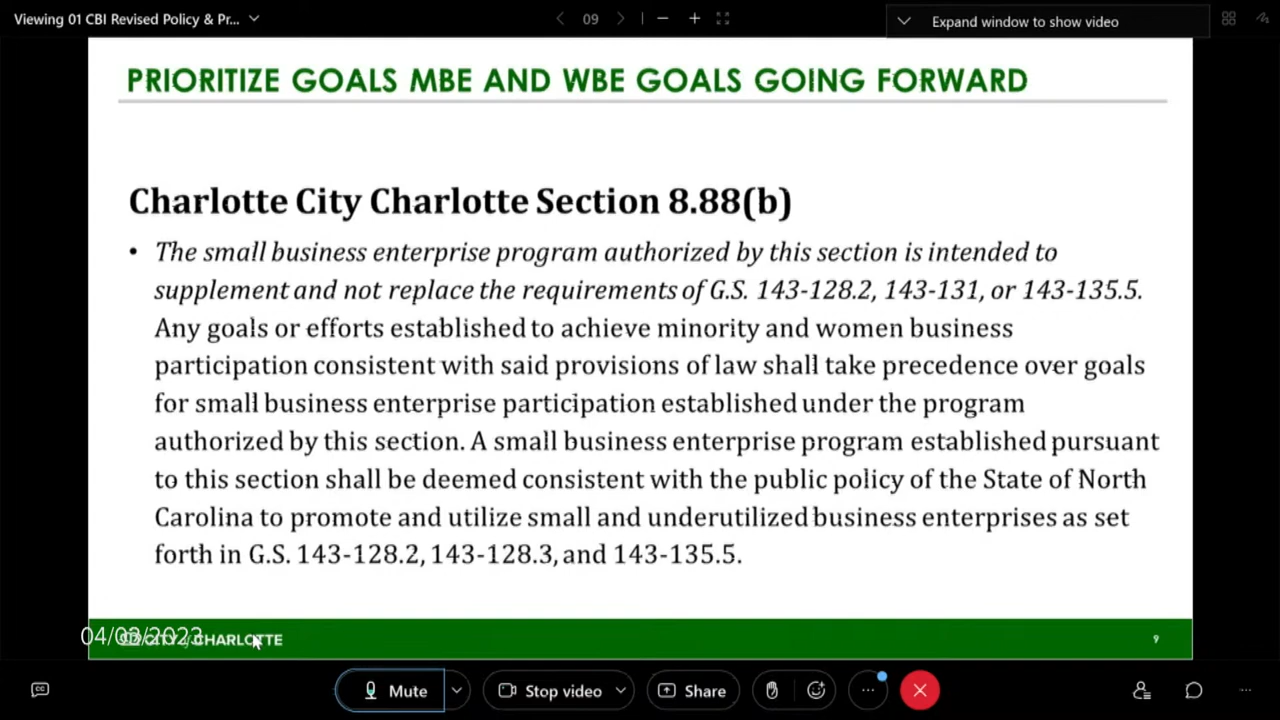 Viewing 01 CBI Revised Policy & Pr...
09
Expand window to show video
PRIORITIZE GOALS MBE AND WBE GOALS GOING FORWARD
Charlotte City Charlotte Section 8.88(b)
• The small business enterprise program authorized by this section is intended to
supplement and not replace the requirements of G.S. 143-128.2, 143-131, or 143-135.5.
Any goals or efforts established to achieve minority and women business
participation consistent with said provisions of law shall take precedence over goals
for small business enterprise participation established under the program
authorized by this section. A small business enterprise program established pursuant
to this section shall be deemed consistent with the public policy of the State of North
Carolina to promote and utilize small and underutilized business enterprises as set
forth in G.S. 143-128.2, 143-128.3, and 143-135.5.
04/03/2023
CITY of CHARLOTTE
9
CC
Mute
Stop video
Share